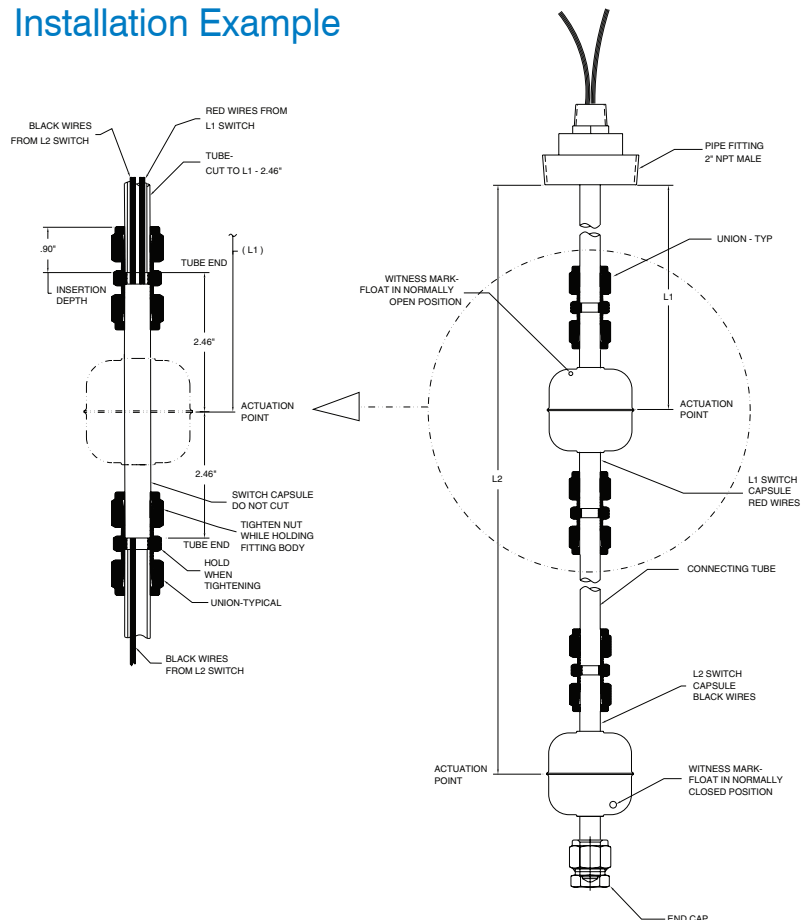 Installation Example
BLACK WIRES
FROM L2 SWITCH
RED WIRES FROM
L1 SWITCH
TUBE-
CUT TO L1 - 2.46"
.90"
TUBE END
( L1 )
INSERTION
DEPTH
2.46"
ACTUATION
POINT
2.46"
SWITCH CAPSULE
DO NOT CUT
TIGHTEN NUT
WHILE HOLDING
FITTING BODY
TUBE END
HOLD
WHEN
TIGHTENING
UNION-TYPICAL
BLACK WIRES
FROM L2 SWITCH
PIPE FITTING
2" NPT MALE
UNION - TYP
WITNESS MARK-
FLOAT IN NORMALLY
OPEN POSITION
L1
ACTUATION
POINT
L2
L1 SWITCH
CAPSULE
RED WIRES
CONNECTING TUBE
L2 SWITCH
CAPSULE
BLACK WIRES
ACTUATION
POINT
WITNESS MARK-
FLOAT IN NORMALLY
CLOSED POSITION
END CAP